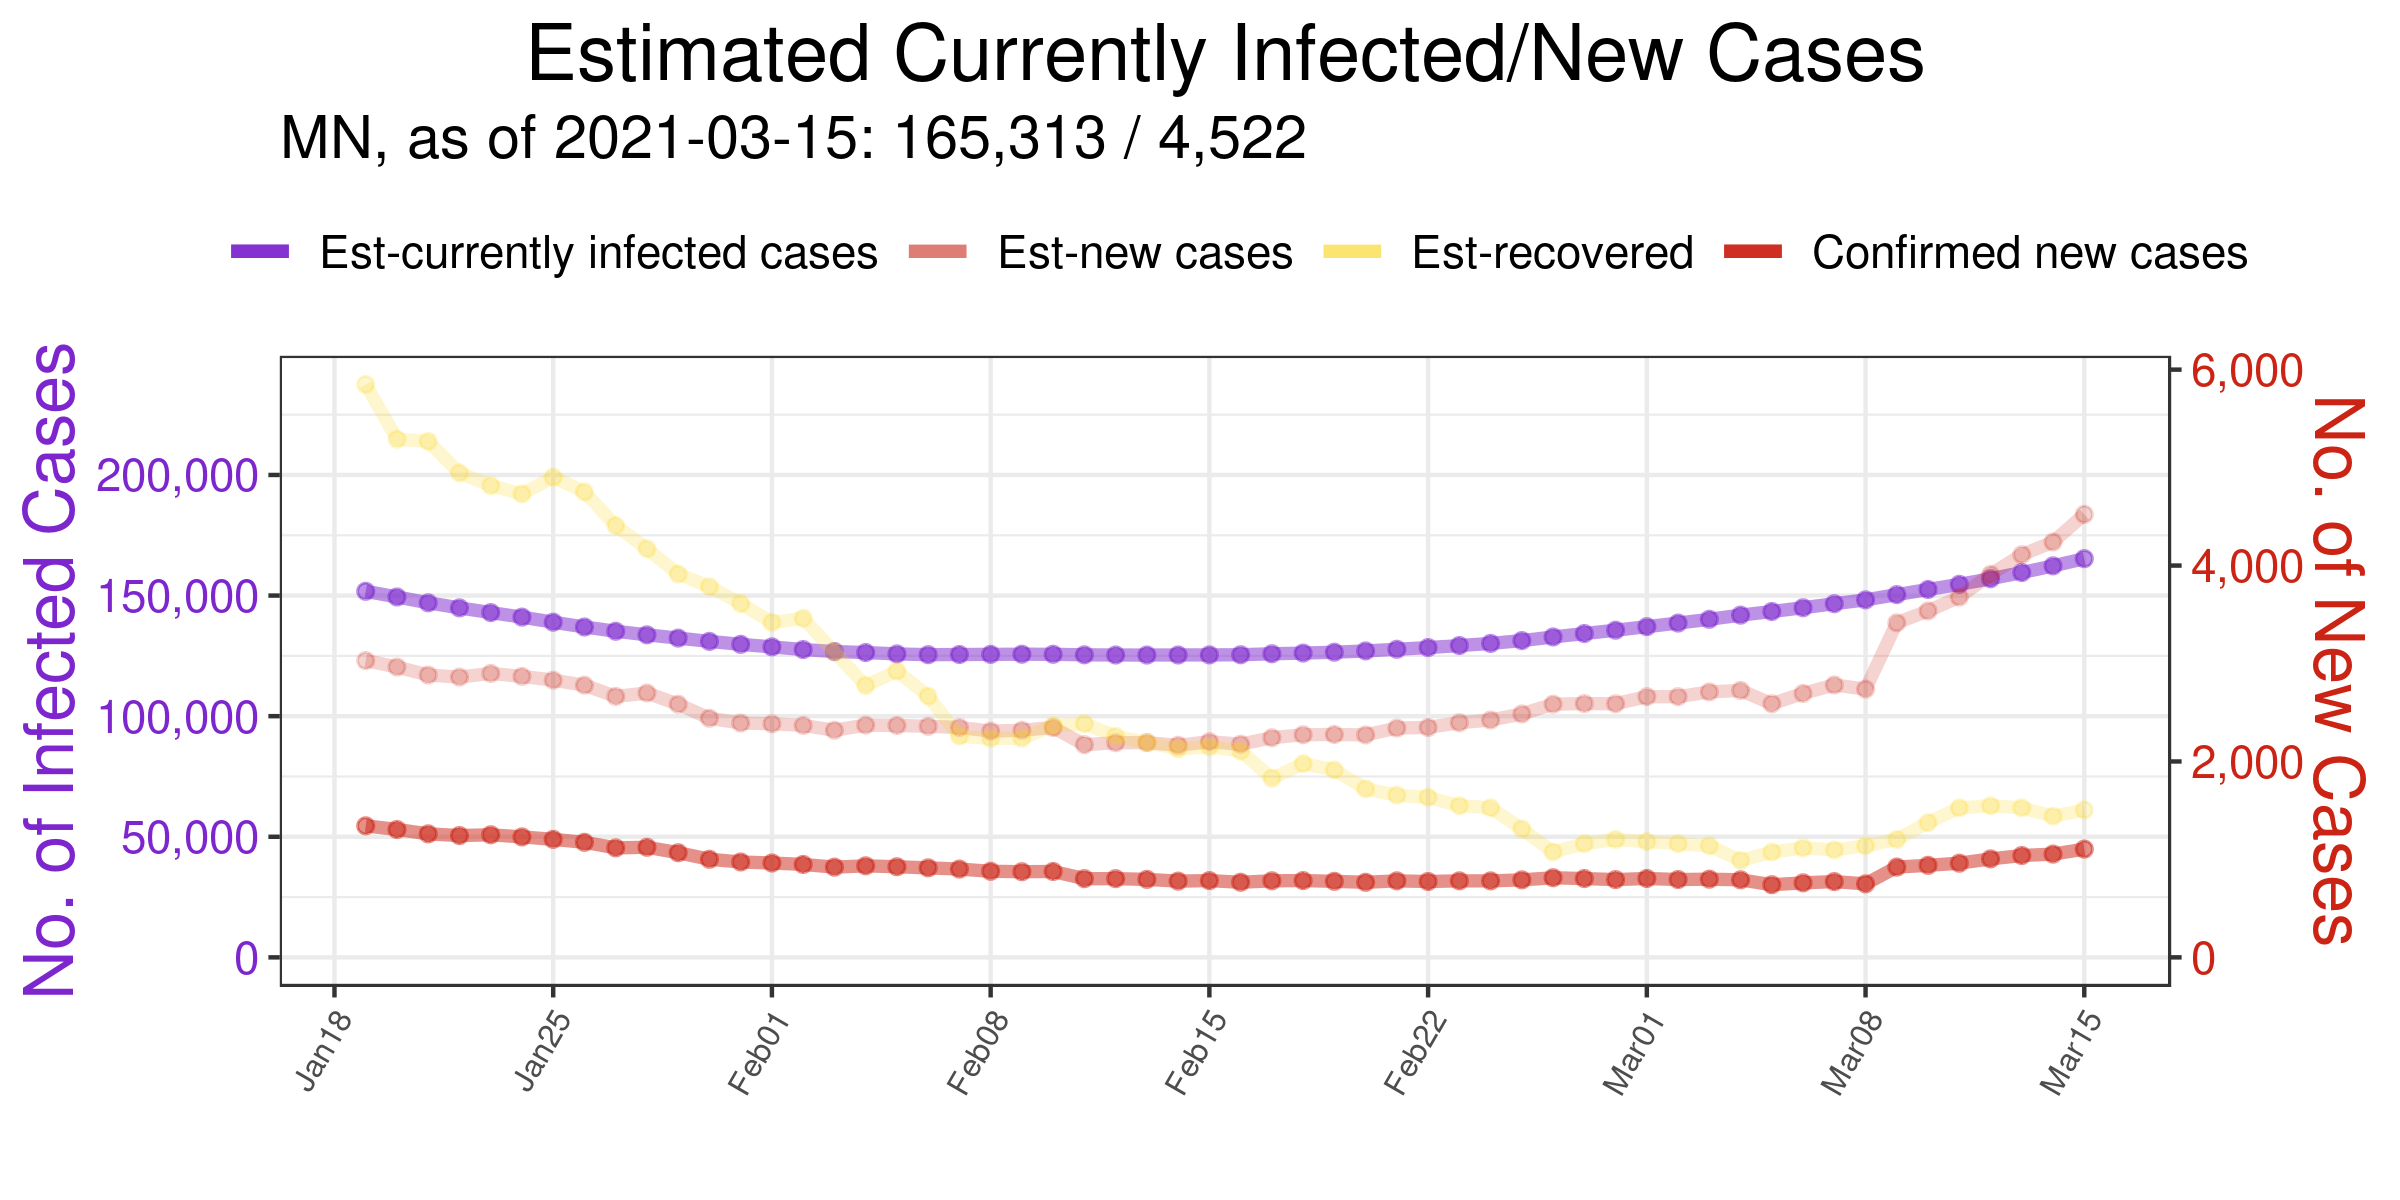 Estimated Currently Infected/New Cases
MN, as of 2021-03-15: 165,313 / 4,522
Est-currently infected cases Est-new cases Est-recovered Confirmed new cases
No. of Infected Cases
200,000
150,000
100,000
50,000
0
6,000
4,000
2,000
0
No. of New Cases
Jan18 Jan25 Feb01 Feb08 Feb15 Feb22 Mar01 Mar08 Mar15